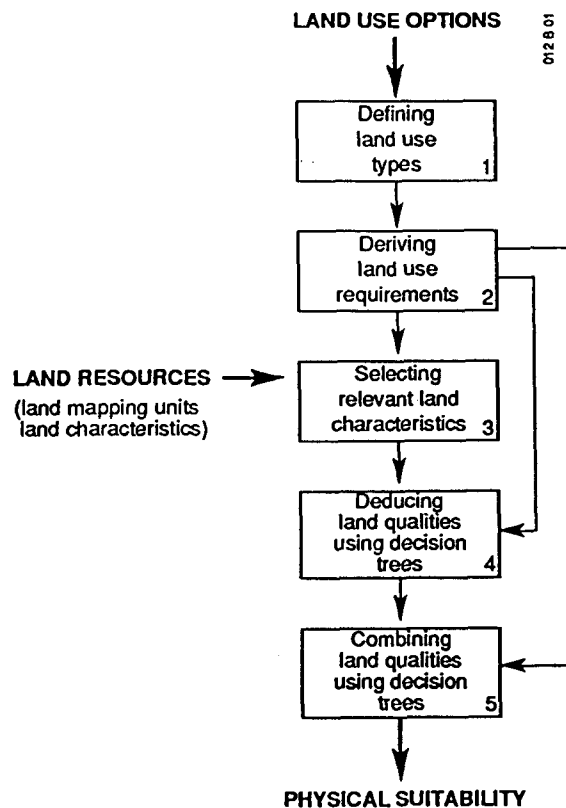 LAND USE OPTIONS
012 B 01
Defining
land use
types
1
Deriving
land use
requirements
2
LAND RESOURCES
(land mapping units
land characteristics)
Selecting
relevant land
characteristics
3
Deducing
land qualities
using decision
trees
4
Combining
land qualities
using decision
trees
5
PHYSICAL SUITABILITY